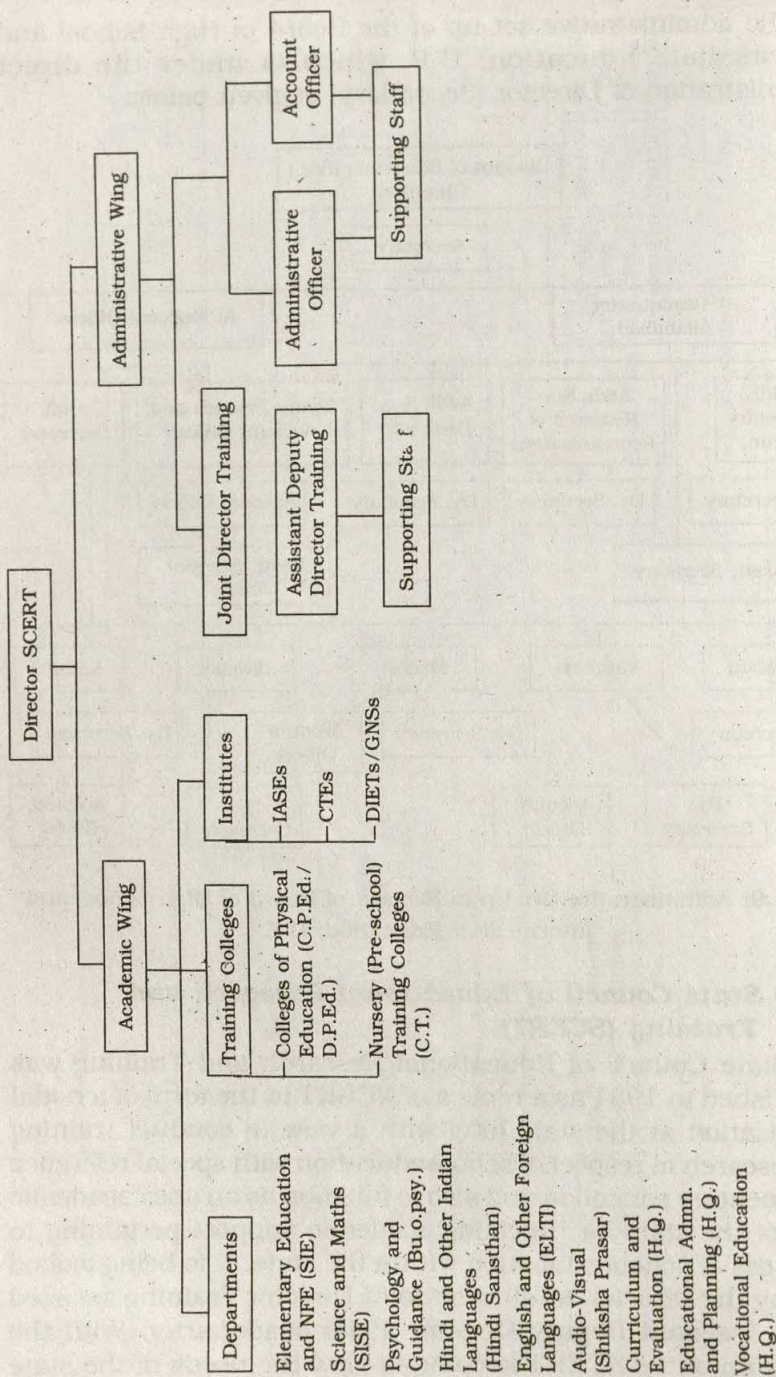 Director SCERT
Academic Wing
Administrative Wing
Departments
Training Colleges
Institutes
Elementary Education
and NFE (SIE)
Science and Maths
(SISE)
Psychology and
Guidance (Bu.o.psy.)
Hindi and Other Indian
Languages
(Hindi Sansthan)
English and Other Foreign
Languages (ELTI)
Audio-Visual
(Shiksha Prasar)
Curriculum and
Evaluation (H.Q.)
Educational Admn.
and Planning (H.Q.)
Vocational Education
(H.Q.)
Colleges of Physical
Education (C.P.Ed./
D.P.Ed.)
Nursery (Pre-school)
Training Colleges
(C.T.)
IASEs
CTEs
DIETs/GNSs
Joint Director Training
Assistant Deputy
Director Training
Supporting Sta f
Administrative
Officer
Account
Officer
Supporting Staff